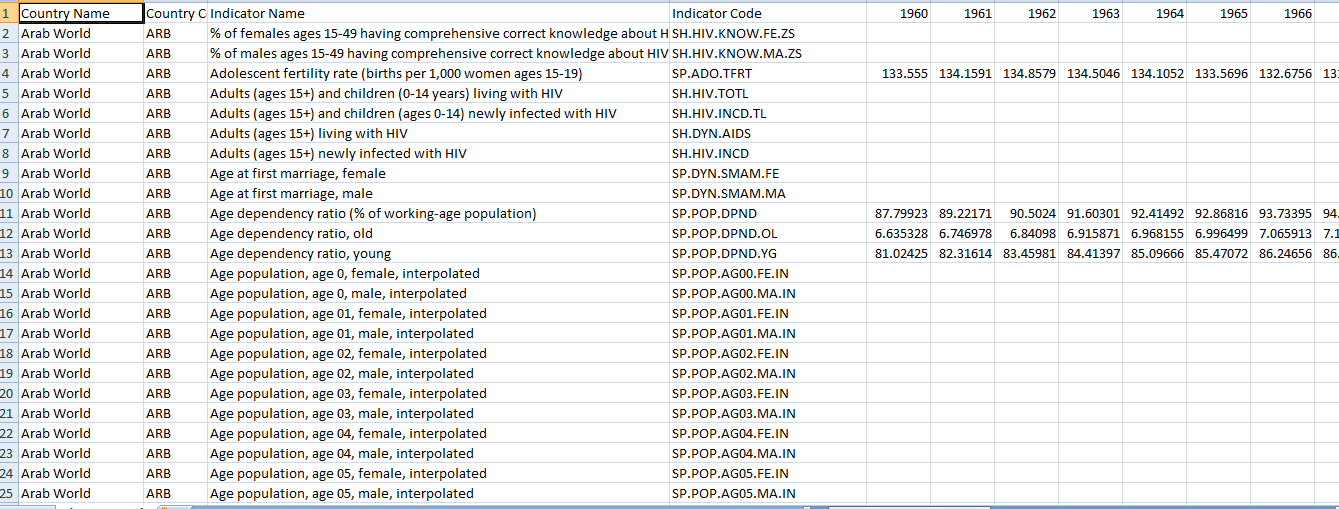 1 Country Name Country C Indicator Name Indicator Code 1960 1961 1962 1963 1964 1965 1966
2 Arab World ARB % of females ages 15-49 having comprehensive correct knowledge about H SH.HIV.KNOW.FE.ZS
3 Arab World ARB % of males ages 15-49 having comprehensive correct knowledge about HIV SH.HIV.KNOW.MA.ZS
4 Arab World ARB Adolescent fertility rate (births per 1,000 women ages 15-19) SP.ADO.TFRT 133.555 134.1591 134.8579 134.5046 134.1052 133.5696 132.6756 13
5 Arab World ARB Adults (ages 15+) and children (0-14 years) living with HIV SH.HIV.TOTL
6 Arab World ARB Adults (ages 15+) and children (ages 0-14) newly infected with HIV SH.HIV.INCD.TL
7 Arab World ARB Adults (ages 15+) living with HIV SH.DYN.AIDS
8 Arab World ARB Adults (ages 15+) newly infected with HIV SH.HIV.INCD
9 Arab World ARB Age at first marriage, female SP.DYN.SMAM.FE
10 Arab World ARB Age at first marriage, male SP.DYN.SMAM.MA
11 Arab World ARB Age dependency ratio (% of working-age population) SP.POP.DPND 87.79923 89.22171 90.5024 91.60301 92.41492 92.86816 93.73395 94.
12 Arab World ARB Age dependency ratio, old SP.POP.DPND.OL 6.635328 6.746978 6.84098 6.915871 6.968155 6.996499 7.065913 7.1
13 Arab World ARB Age dependency ratio, young SP.POP.DPND.YG 81.02425 82.31614 83.45981 84.41397 85.09666 85.47072 86.24656 86.
14 Arab World ARB Age population, age 0, female, interpolated SP.POP.AG00.FE.IN
15 Arab World ARB Age population, age 0, male, interpolated SP.POP.AG00.MA.IN
16 Arab World ARB Age population, age 01, female, interpolated SP.POP.AG01.FE.IN
17 Arab World ARB Age population, age 01, male, interpolated SP.POP.AG01.MA.IN
18 Arab World ARB Age population, age 02, female, interpolated SP.POP.AG02.FE.IN
19 Arab World ARB Age population, age 02, male, interpolated SP.POP.AG02.MA.IN
20 Arab World ARB Age population, age 03, female, interpolated SP.POP.AG03.FE.IN
21 Arab World ARB Age population, age 03, male, interpolated SP.POP.AG03.MA.IN
22 Arab World ARB Age population, age 04, female, interpolated SP.POP.AG04.FE.IN
23 Arab World ARB Age population, age 04, male, interpolated SP.POP.AG04.MA.IN
24 Arab World ARB Age population, age 05, female, interpolated SP.POP.AG05.FE.IN
25 Arab World ARB Age population, age 05, male, interpolated SP.POP.AG05.MA.IN